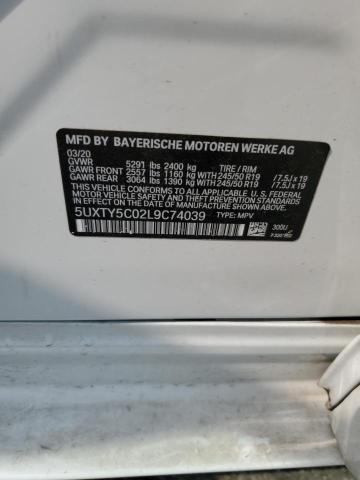 MFD BY BAYERISCHE MOTOREN WERKE AG
03/20
GVWR 5291 lbs 2400 kg TIRE / RIM
GAWR FRONT 2557 lbs 1160 kg WITH 245/50 R19 / 7.5J x 19
GAWR REAR 3064 lbs 1390 kg WITH 245/50 R19 / 7.5J x 19
THIS VEHICLE CONFORMS TO ALL APPLICABLE U.S. FEDERAL
MOTOR VEHICLE SAFETY, BUMPER, AND THEFT
PREVENTION STANDARDS IN EFFECT ON THE DATE OF
MANUFACTURE SHOWN ABOVE.
5UXTY5C02L9C74039 TYPE: MPV
300U